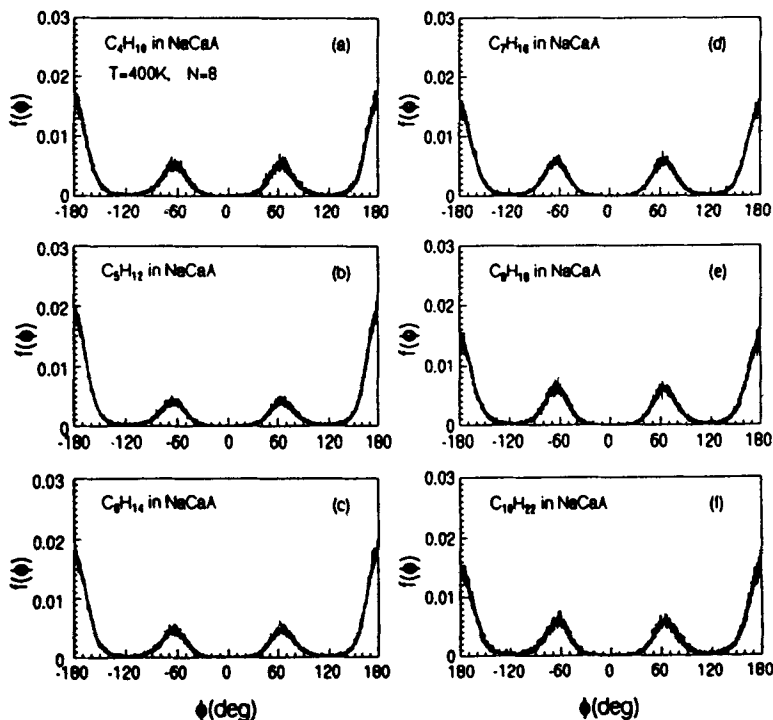 C₄H₁₀ in NaCaA (a)
T=400K, N=8
f(ϕ)
0.03
0.02
0.01
0
-180 -120 -60 0 60 120 180
C₅H₁₂ in NaCaA (b)
f(ϕ)
0.03
0.02
0.01
0
-180 -120 -60 0 60 120 180
C₆H₁₄ in NaCaA (c)
f(ϕ)
0.03
0.02
0.01
0
-180 -120 -60 0 60 120 180
ϕ(deg)
C₇H₁₆ in NaCaA (d)
f(ϕ)
0.03
0.02
0.01
0
-180 -120 -60 0 60 120 180
C₈H₁₈ in NaCaA (e)
f(ϕ)
0.03
0.02
0.01
0
-180 -120 -60 0 60 120 180
C₁₀H₂₂ in NaCaA (f)
f(ϕ)
0.03
0.02
0.01
0
-180 -120 -60 0 60 120 180
ϕ(deg)